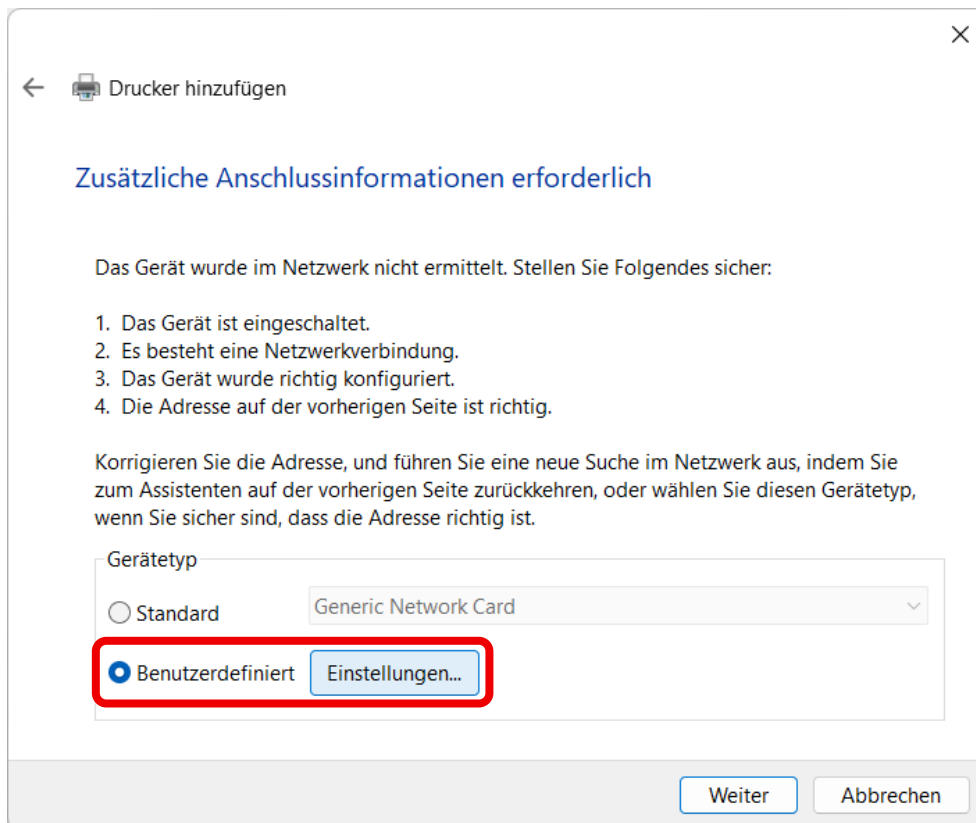 Drucker hinzufügen
Zusätzliche Anschlussinformationen erforderlich
Das Gerät wurde im Netzwerk nicht ermittelt. Stellen Sie Folgendes sicher:
1. Das Gerät ist eingeschaltet.
2. Es besteht eine Netzwerkverbindung.
3. Das Gerät wurde richtig konfiguriert.
4. Die Adresse auf der vorherigen Seite ist richtig.
Korrigieren Sie die Adresse, und führen Sie eine neue Suche im Netzwerk aus, indem Sie
zum Assistenten auf der vorherigen Seite zurückkehren, oder wählen Sie diesen Gerätetyp,
wenn Sie sicher sind, dass die Adresse richtig ist.
Gerätetyp
Standard Generic Network Card
Benutzerdefiniert Einstellungen...
Weiter Abbrechen